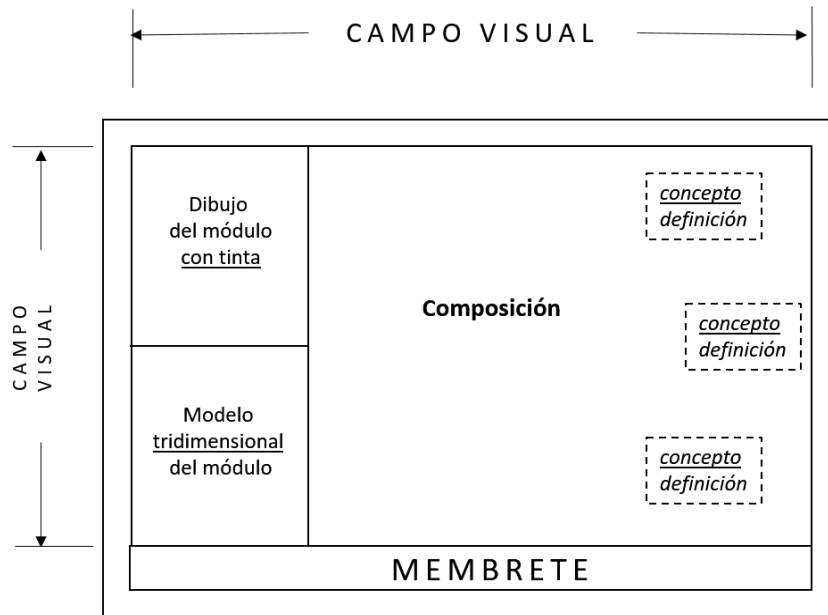 CAMPO VISUAL
CAMPO
VISUAL
Dibujo
del módulo
con tinta
Modelo
tridimensional
del módulo
Composición
concepto
definición
concepto
definición
concepto
definición
MEMBRETE